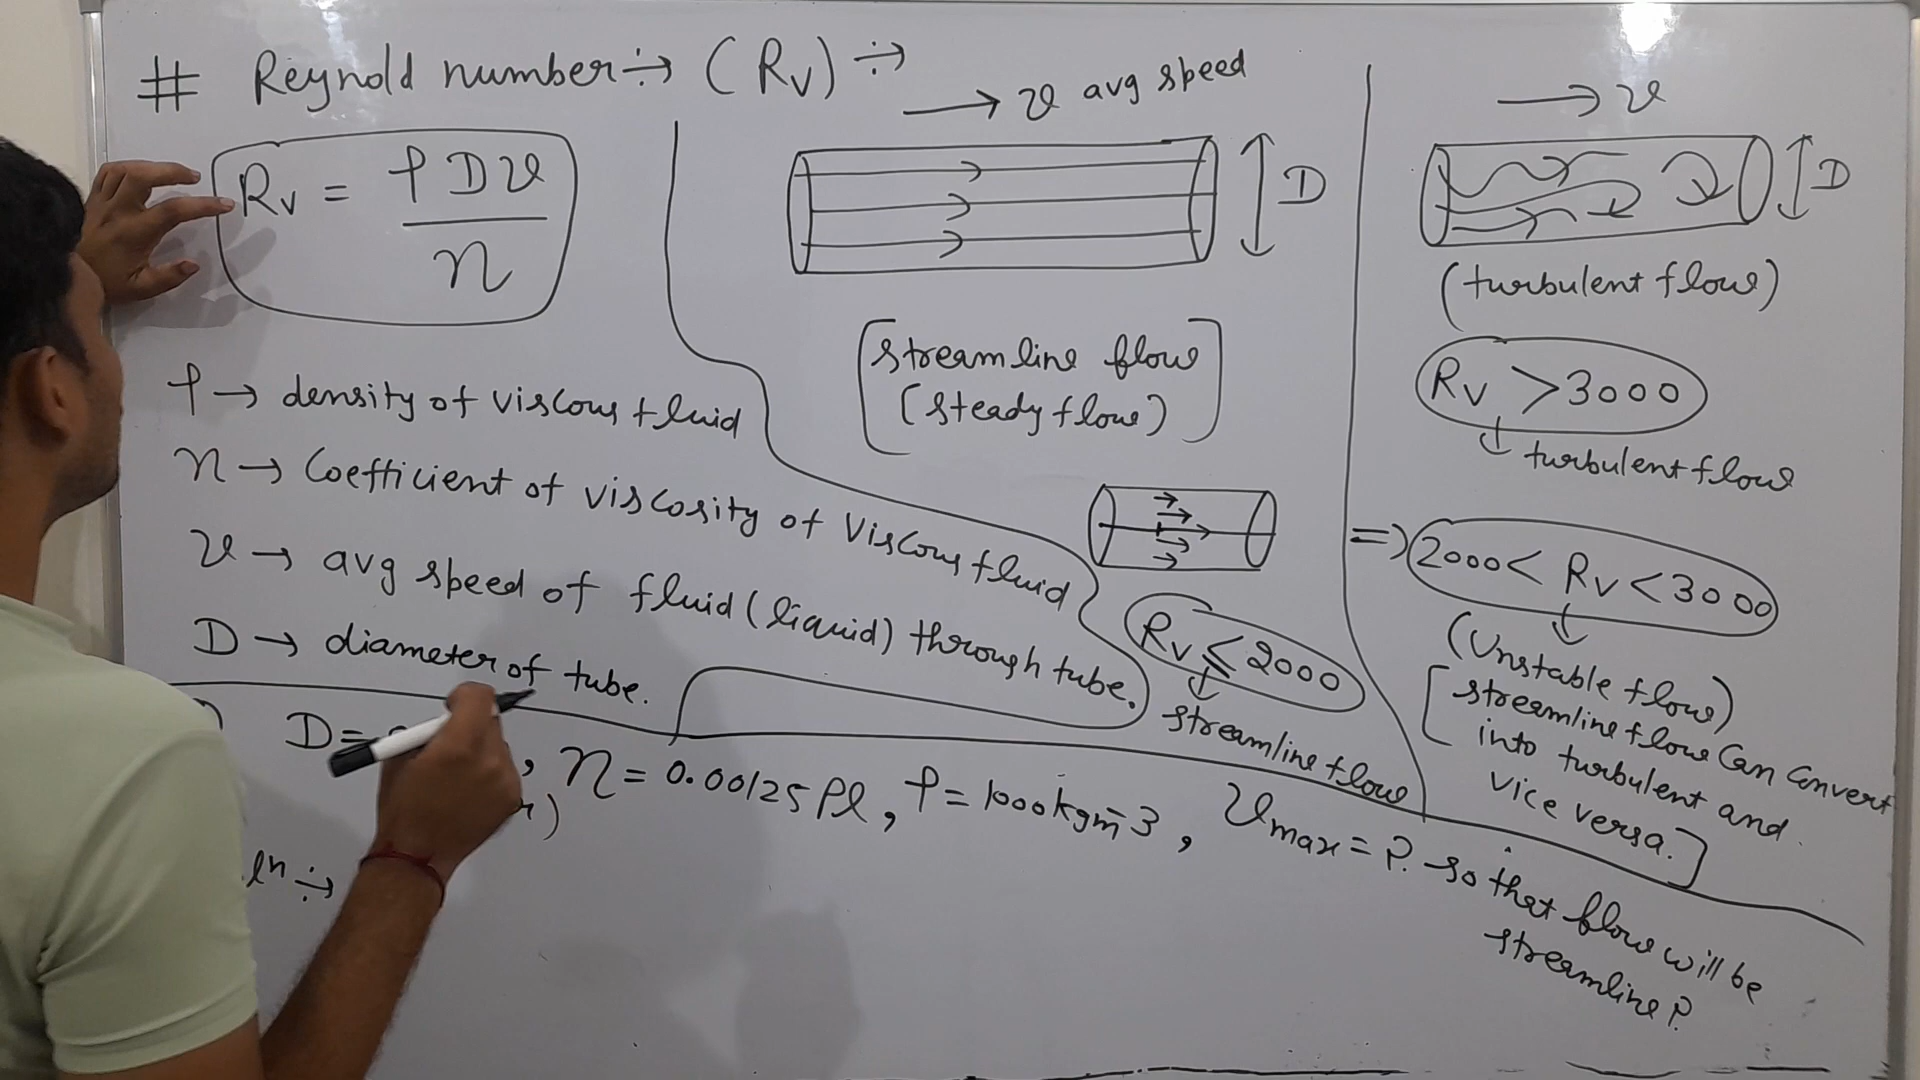 # Reynold number ÷→ (Rv) ÷→
Rv = ρDv / η
ρ → density of viscous fluid
η → Coefficient of viscosity of Viscous fluid
v → avg speed of fluid (liquid) through tube.
D → diameter of tube.
→ v avg speed
D
[streamline flow
(steady flow)]
Rv ≤ 2000
streamline flow
→ v
D
(turbulent flow)
Rv > 3000
turbulent flow
⇒ 2000 < Rv < 3000
(Unstable flow)
[streamline flow Can Convert
into turbulent and
vice versa.]
D = , η = 0.00125 Pl, ρ = 1000 kgm-3, vmax = ? so that flow will be
streamline?